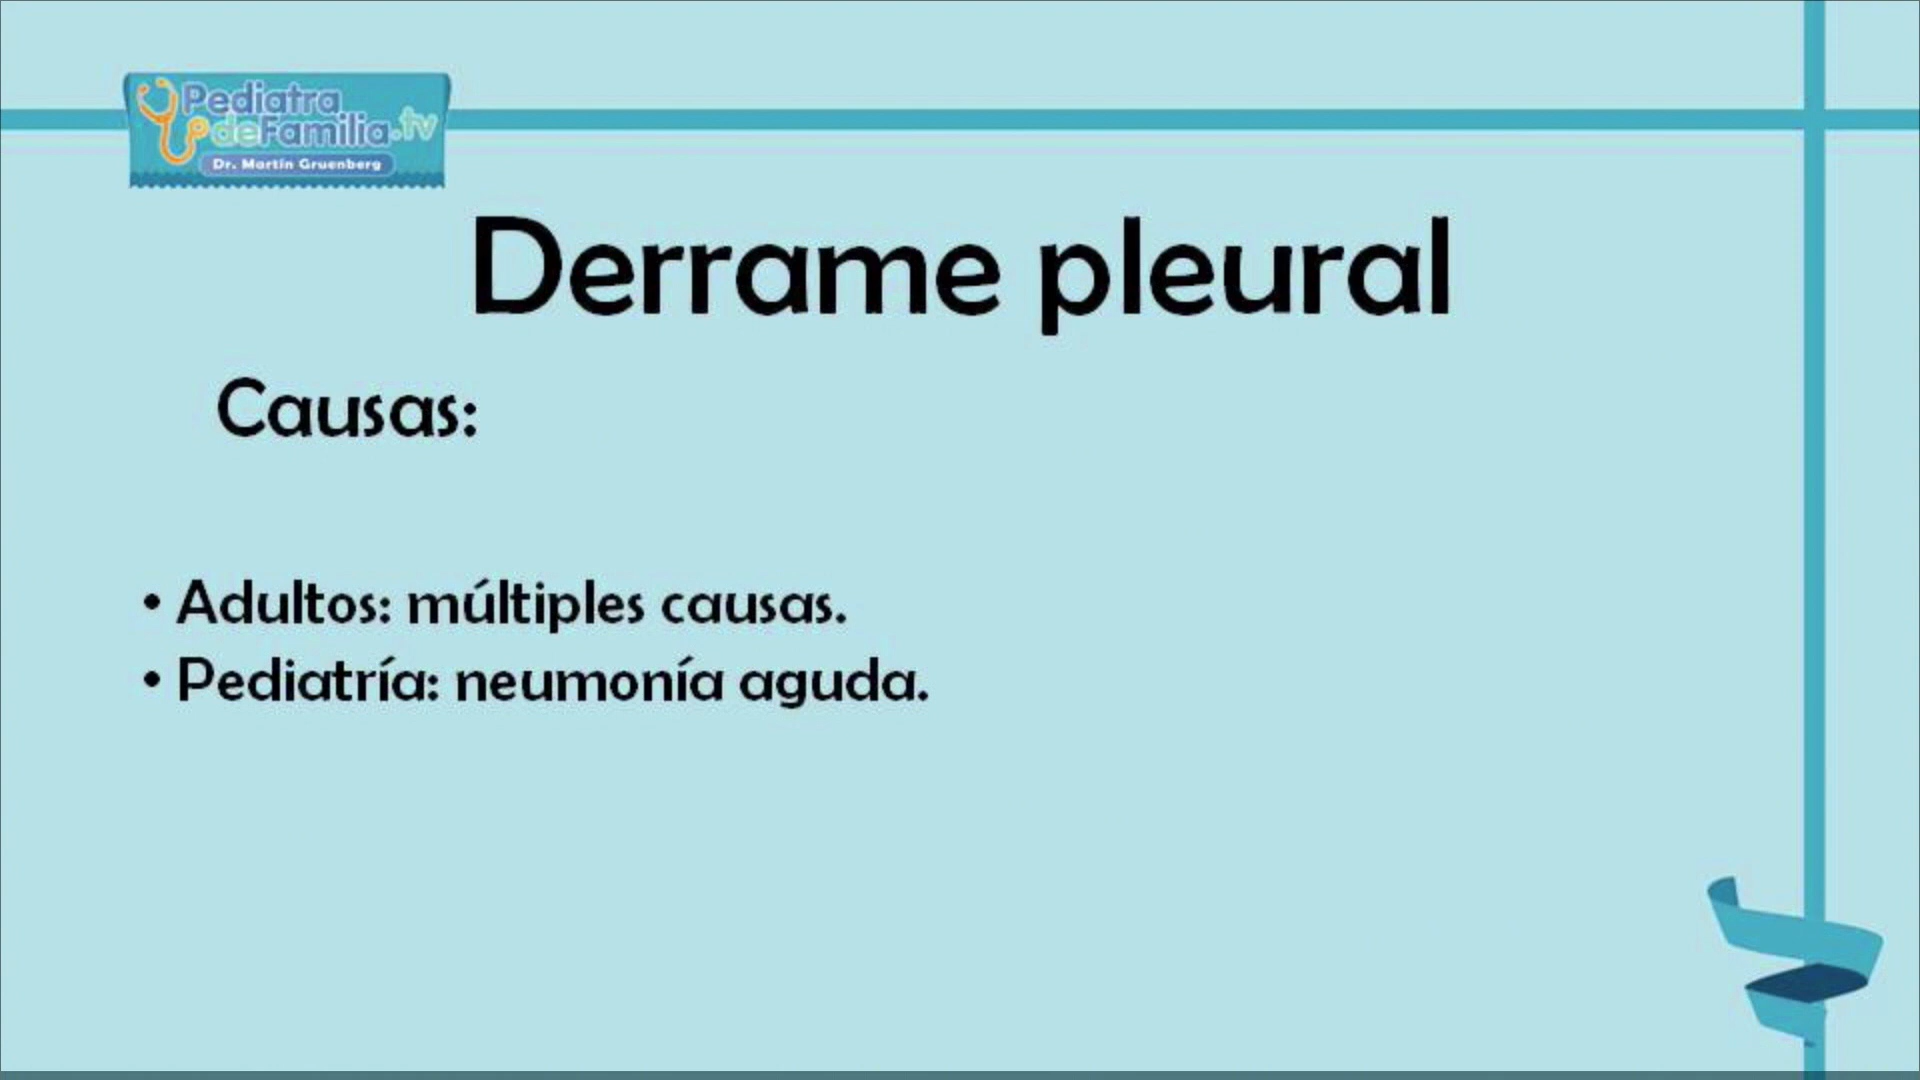 Pediatra
deFamilia.tv
Dr. Martín Gruenberg
Derrame pleural
Causas:
• Adultos: múltiples causas.
• Pediatría: neumonía aguda.